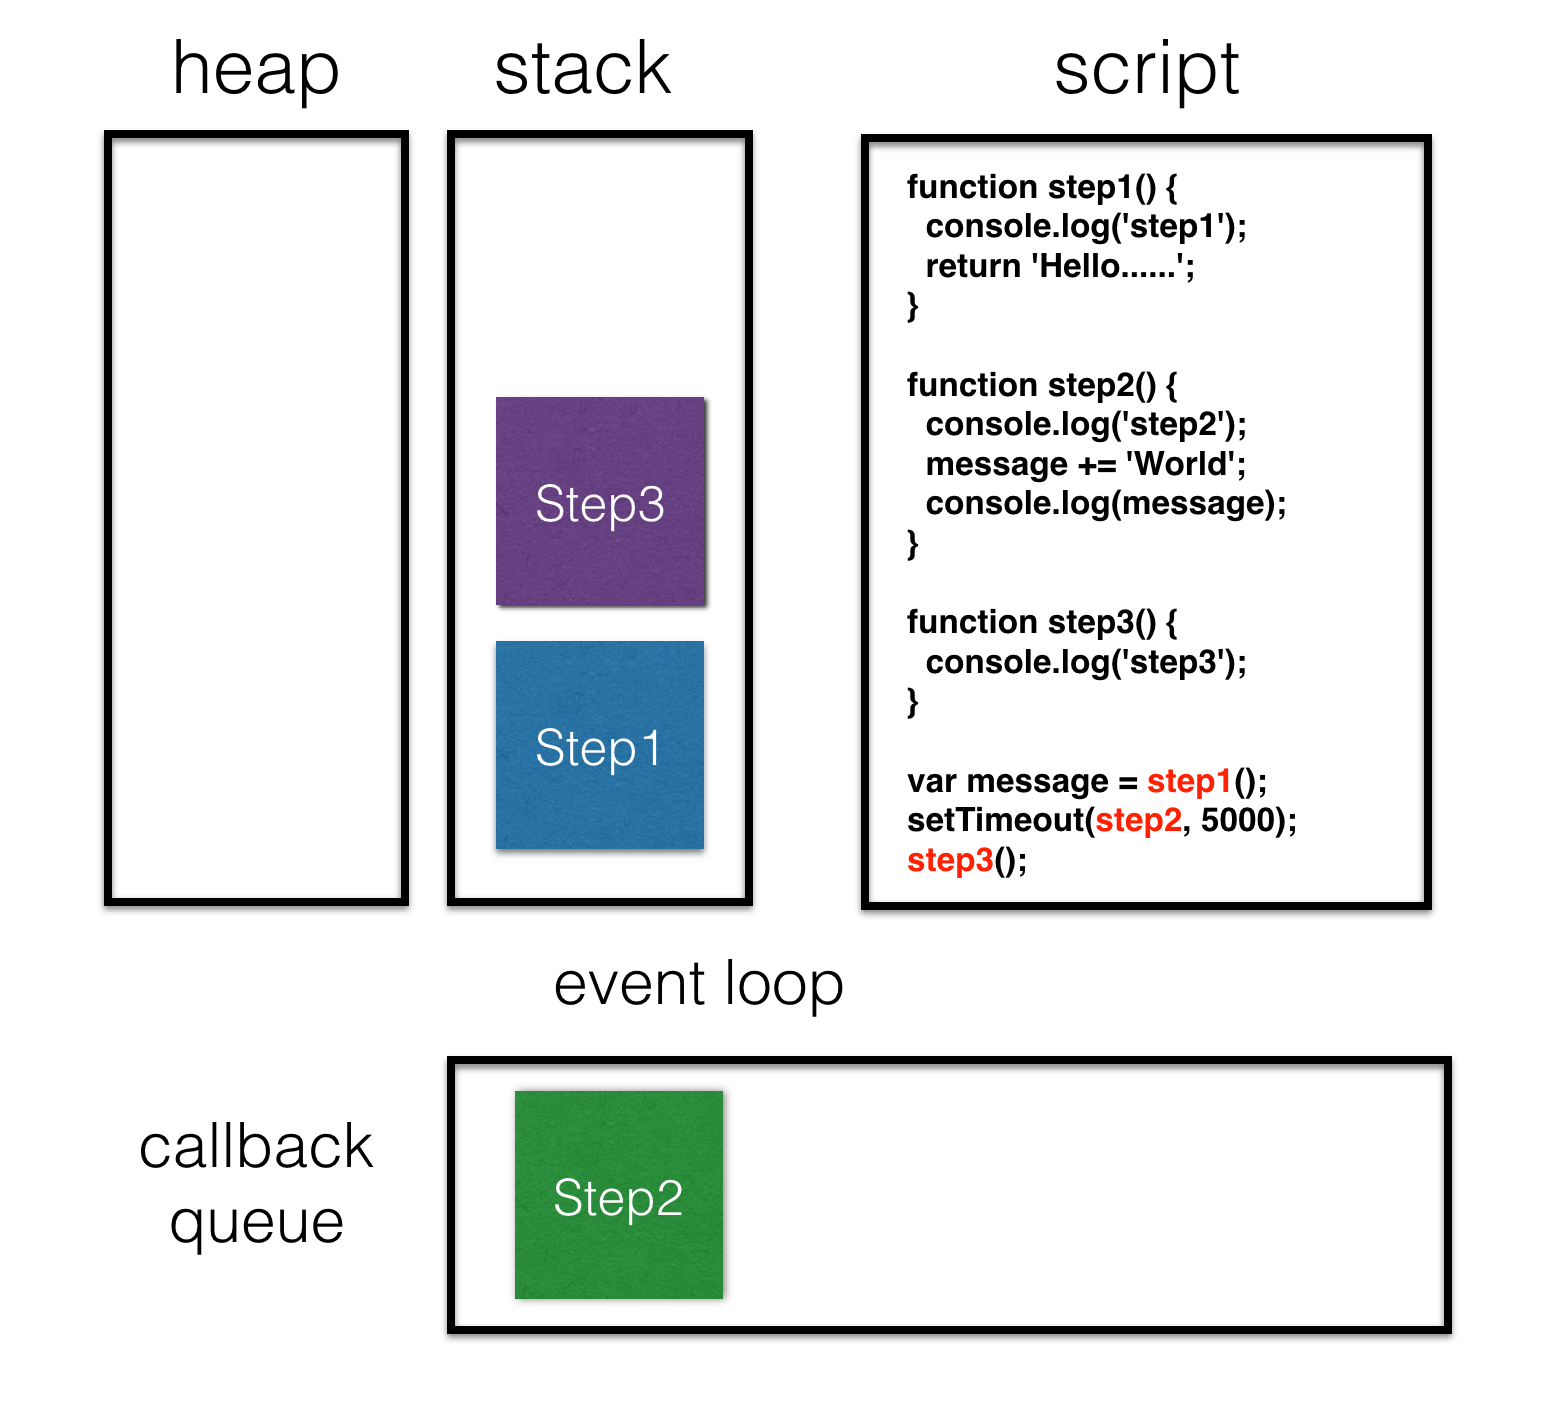 heap
stack
script
Step3
Step1
function step1() {
  console.log('step1');
  return 'Hello......';
}
function step2() {
  console.log('step2');
  message += 'World';
  console.log(message);
}
function step3() {
  console.log('step3');
}
var message = step1();
setTimeout(step2, 5000);
step3();
event loop
callback
queue
Step2